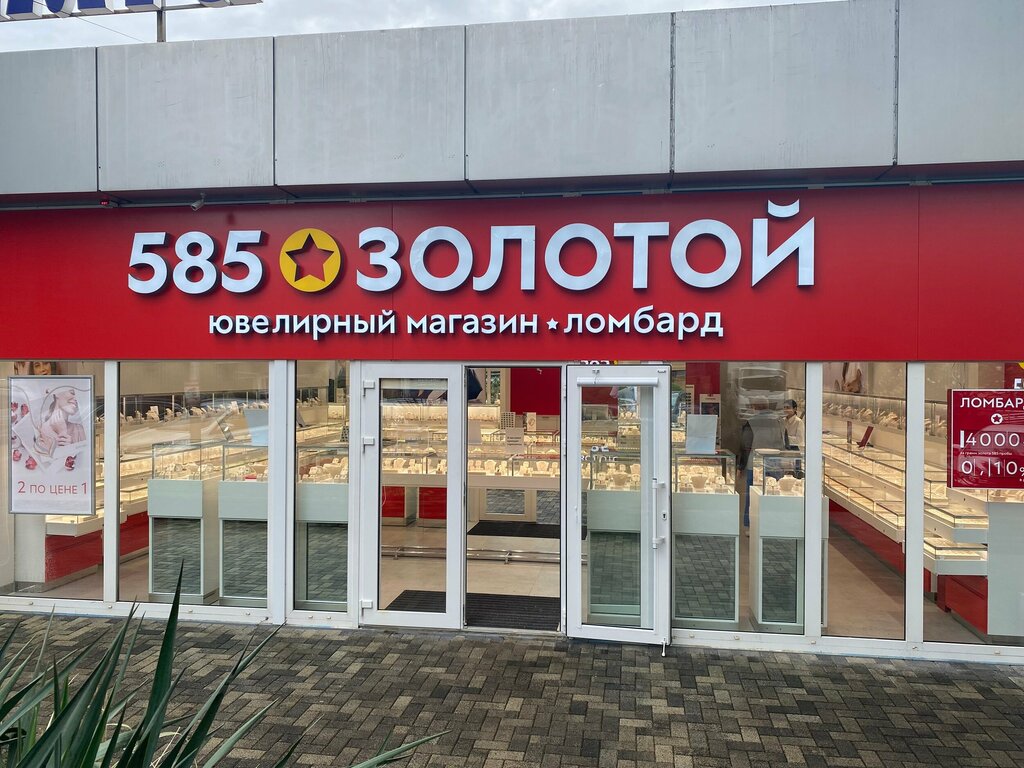 585 ЗОЛОТОЙ
ювелирный магазин ломбард
2 ПО ЦЕНЕ 1
ЛОМБАР
4000
0,10